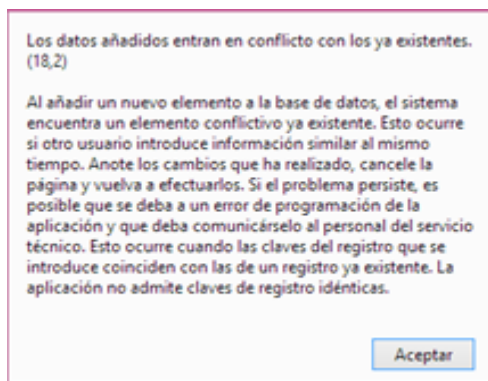 Los datos añadidos entran en conflicto con los ya existentes.
(18,2)
Al añadir un nuevo elemento a la base de datos, el sistema
encuentra un elemento conflictivo ya existente. Esto ocurre
si otro usuario introduce información similar al mismo
tiempo. Anote los cambios que ha realizado, cancele la
página y vuelva a efectuarlos. Si el problema persiste, es
posible que se deba a un error de programación de la
aplicación y que deba comunicárselo al personal del servicio
técnico. Esto ocurre cuando las claves del registro que se
introduce coinciden con las de un registro ya existente. La
aplicación no admite claves de registro idénticas.
Aceptar